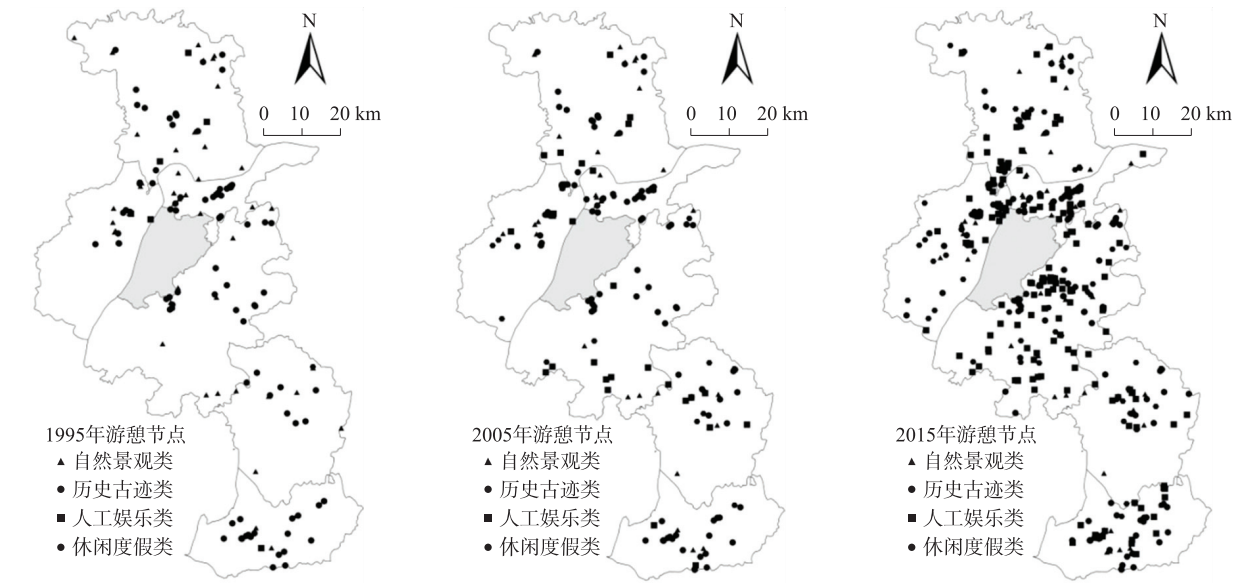 N
0 10 20 km
1995年游憩节点
自然景观类
历史古迹类
人工娱乐类
休闲度假类
N
0 10 20 km
2005年游憩节点
自然景观类
历史古迹类
人工娱乐类
休闲度假类
N
0 10 20 km
2015年游憩节点
自然景观类
历史古迹类
人工娱乐类
休闲度假类